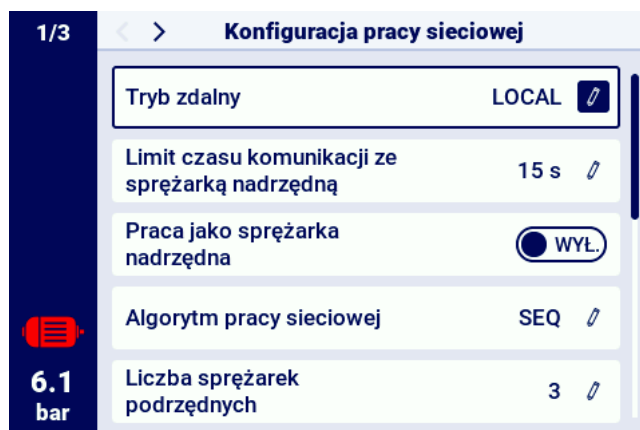 1/3
Konfiguracja pracy sieciowej
Tryb zdalny LOCAL
Limit czasu komunikacji ze
sprężarką nadrzędną
15 s
Praca jako sprężarka
nadrzędna
WYŁ.
Algorytm pracy sieciowej SEQ
Liczba sprężarek
podrzędnych
3
6.1
bar